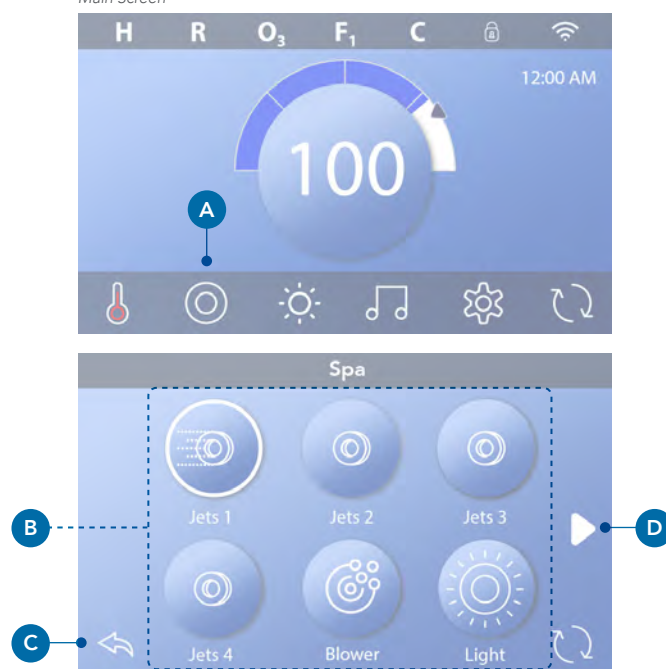 Main Screen
H R O₃ F₁ C
12:00 AM
100
A
Spa
Jets 1 Jets 2 Jets 3
B D
Jets 4 Blower Light
C